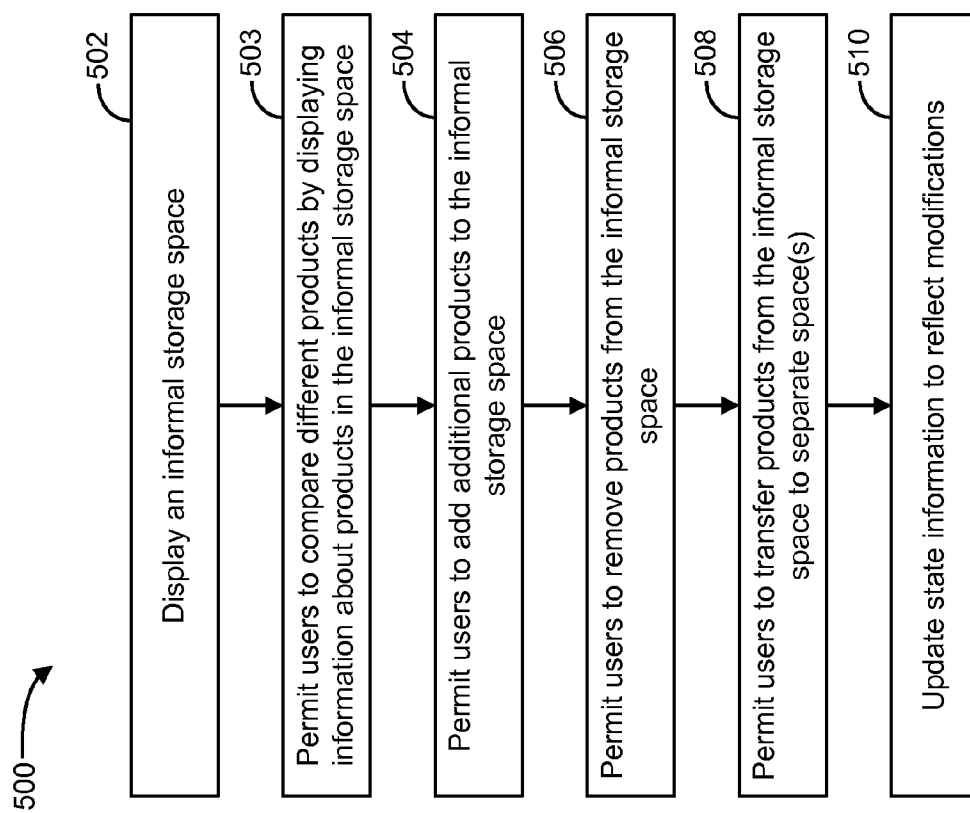 500
502
Display an informal storage space
503
Permit users to compare different products by displaying
information about products in the informal storage space
504
Permit users to add additional products to the informal
storage space
506
Permit users to remove products from the informal storage
space
508
Permit users to transfer products from the informal storage
space to separate space(s)
510
Update state information to reflect modifications